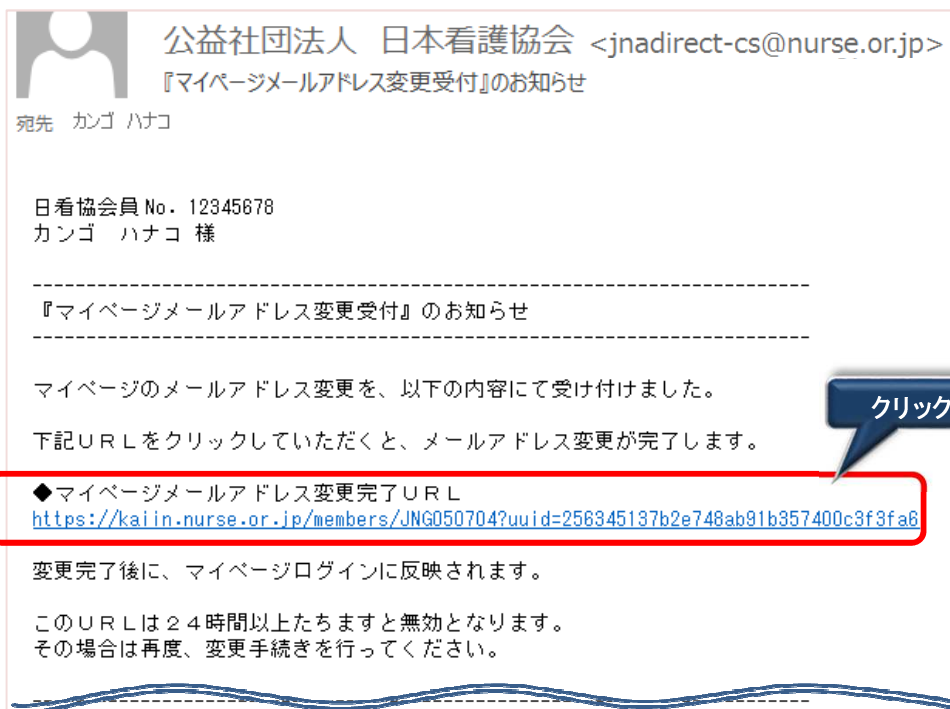 公益社団法人　日本看護協会 <jnadirect-cs@nurse.or.jp>
『マイページメールアドレス変更受付』のお知らせ
宛先　カンゴ ハナコ
日看協会員No. 12345678
カンゴ　ハナコ 様
------------------------------------------------------------------------
『マイページメールアドレス変更受付』のお知らせ
------------------------------------------------------------------------
マイページのメールアドレス変更を、以下の内容にて受け付けました。
クリック
下記ＵＲＬをクリックしていただくと、メールアドレス変更が完了します。
◆マイページメールアドレス変更完了ＵＲＬ
https://kaiin.nurse.or.jp/members/JNG050704?uuid=256345137b2e748ab91b357400c3f3fa6
変更完了後に、マイページログインに反映されます。
このＵＲＬは２４時間以上たちますと無効となります。
その場合は再度、変更手続きを行ってください。